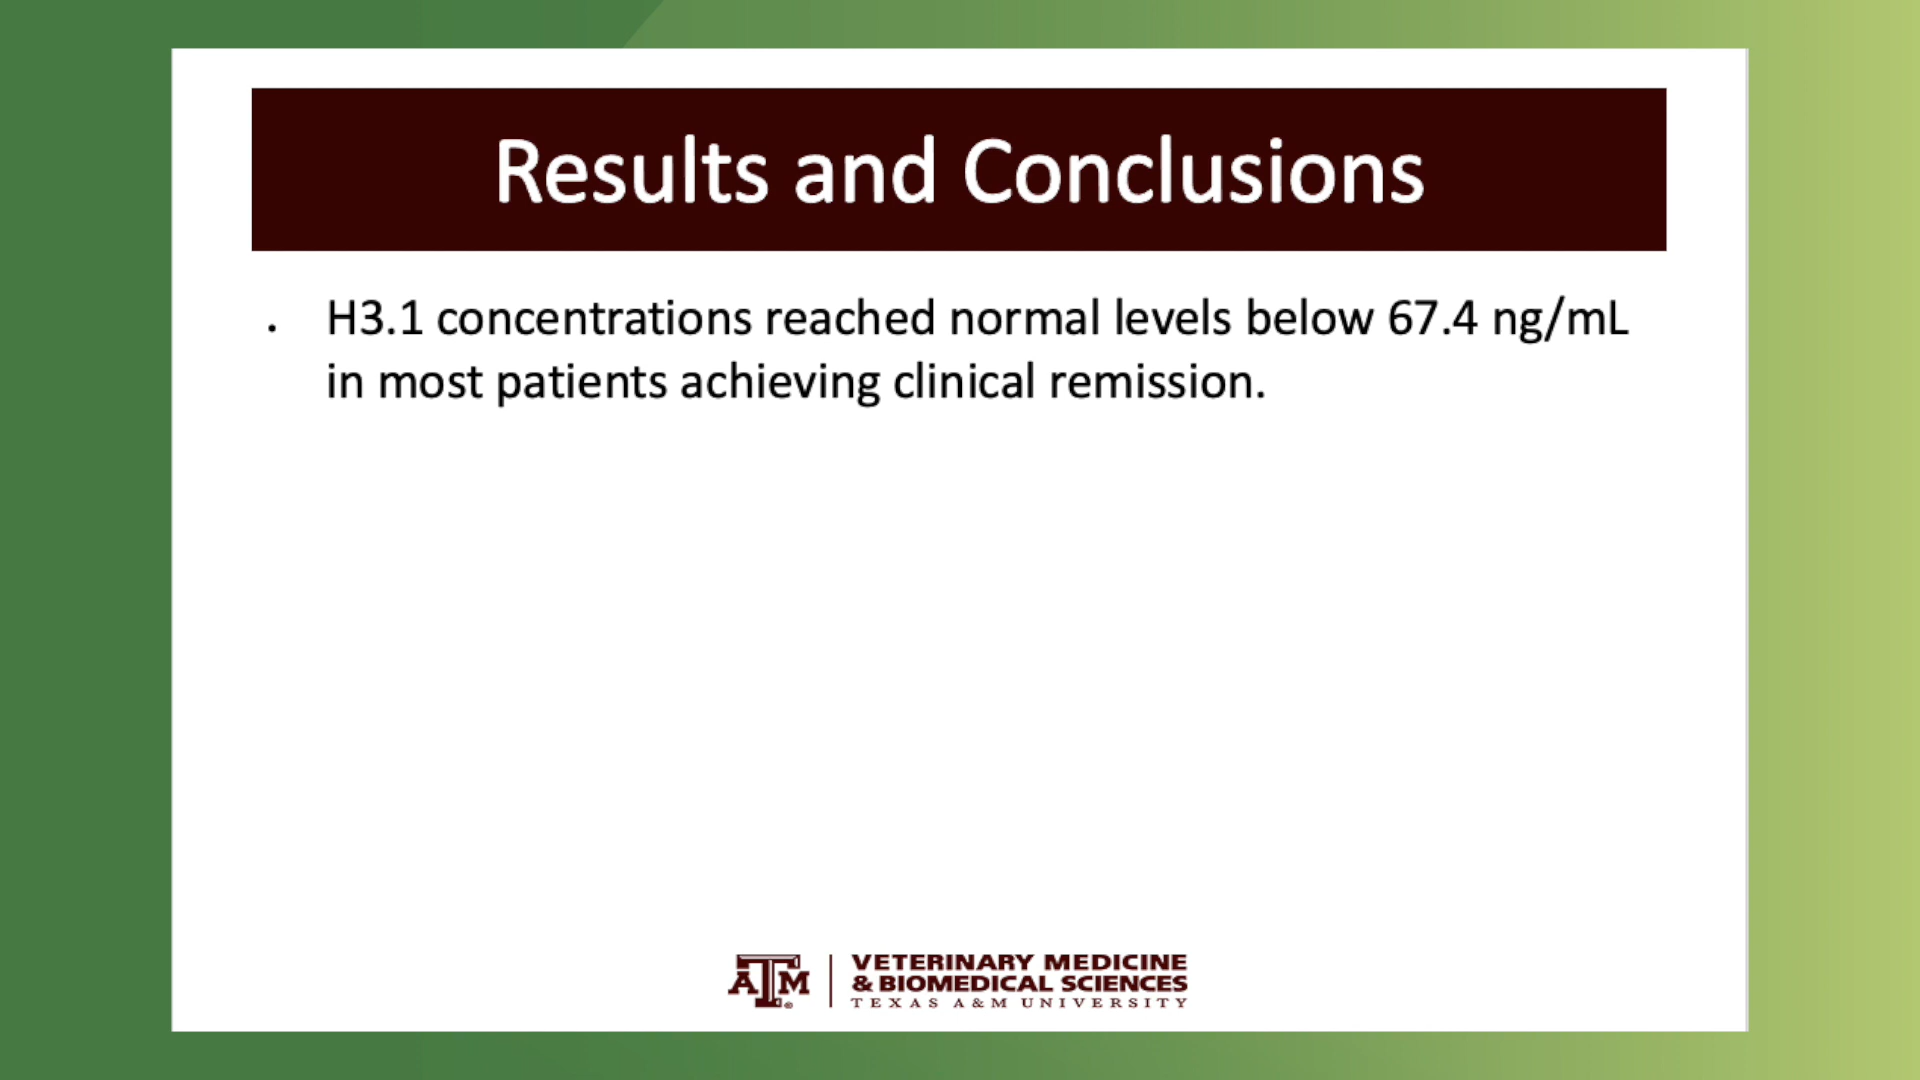 Results and Conclusions
• H3.1 concentrations reached normal levels below 67.4 ng/mL
in most patients achieving clinical remission.
ATM®
VETERINARY MEDICINE
& BIOMEDICAL SCIENCES
TEXAS A&M UNIVERSITY